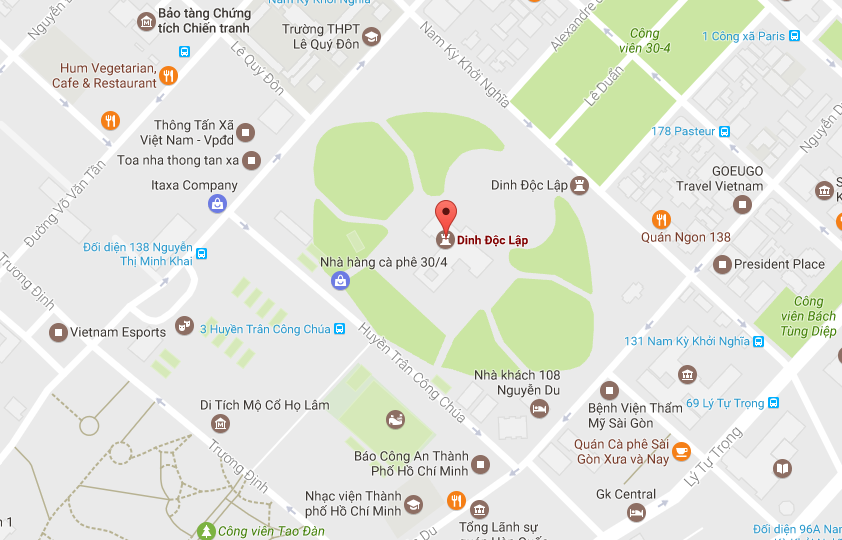 Nam Kỳ Khởi Nghĩa
Nguyễn
Bảo tàng Chứng
tích Chiến tranh
Trường THPT
Lê Quý Đôn
Nam Kỳ Khởi Nghĩa
Alexandre
Công
viên 30-4
1 Công xã Paris
Lê Quý Đôn
Hum Vegetarian,
Cafe & Restaurant
Lê Duẩn
Thông Tấn Xã
Việt Nam - Vpđd
178 Pasteur
Nguyễn Du
Toa nha thong tan xa
Itaxa Company
Dinh Độc Lập
GOEUGO
Travel Vietnam
Đường Võ Văn Tần
Đối diện 138 Nguyễn
Thị Minh Khai
Dinh Độc Lập
Quán Ngon 138
Trương Định
Nhà hàng cà phê 30/4
President Place
Công
viên Bách
Tùng Diệp
Vietnam Esports
3 Huyền Trân Công Chúa
Huyền Trân Công Chúa
131 Nam Kỳ Khởi Nghĩa
Nhà khách 108
Nguyễn Du
Di Tích Mộ Cổ Họ Lâm
Bệnh Viện Thẩm
Mỹ Sài Gòn
69 Lý Tự Trọng
Trương Định
Báo Công An Thành
Phố Hồ Chí Minh
Quán Cà phê Sài
Gòn Xưa và Nay
Lý Tự Trọng
Nhạc viện Thành
phố Hồ Chí Minh
Gk Central
Công viên Tao Đàn
Du
Tổng Lãnh sự
quán Hàn Quốc
Đối diện 96A Nam